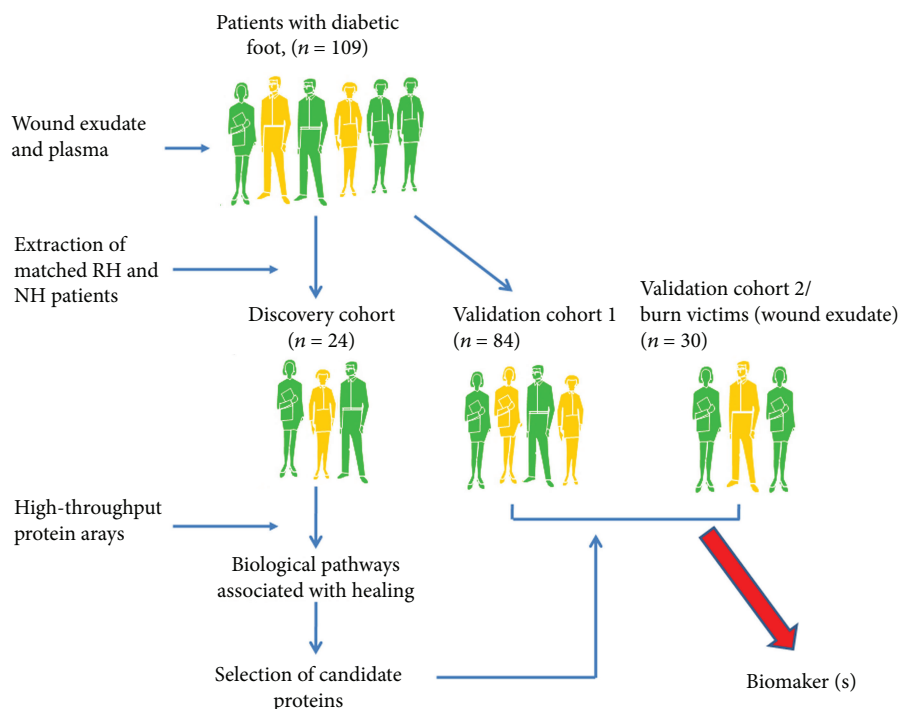 Patients with diabetic
foot, (n = 109)
Wound exudate
and plasma
Extraction of
matched RH and
NH patients
Discovery cohort
(n = 24)
Validation cohort 1
(n = 84)
Validation cohort 2/
burn victims (wound exudate)
(n = 30)
High-throughput
protein arays
Biological pathways
associated with healing
Selection of candidate
proteins
Biomaker (s)